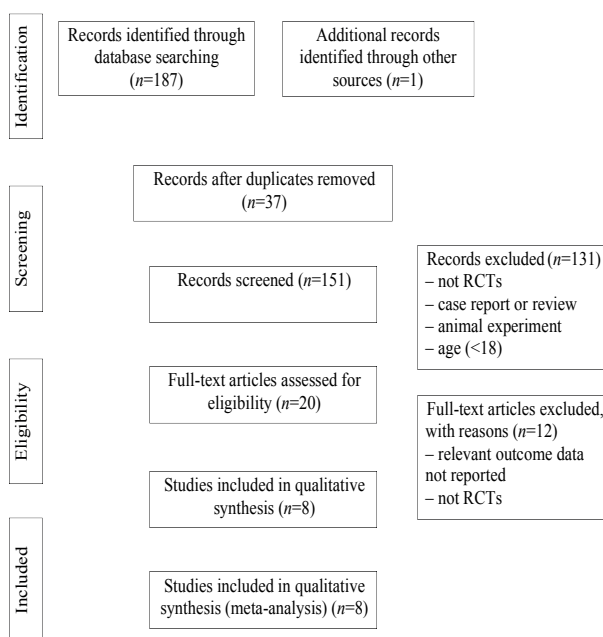 Identification
Records identified through
database searching
(n=187)
Additional records
identified through other
sources (n=1)
Screening
Records after duplicates removed
(n=37)
Records screened (n=151)
Records excluded (n=131)
– not RCTs
– case report or review
– animal experiment
– age (<18)
Eligibility
Full-text articles assessed for
eligibility (n=20)
Full-text articles excluded,
with reasons (n=12)
– relevant outcome data
not reported
– not RCTs
Studies included in qualitative
synthesis (n=8)
Included
Studies included in qualitative
synthesis (meta-analysis) (n=8)